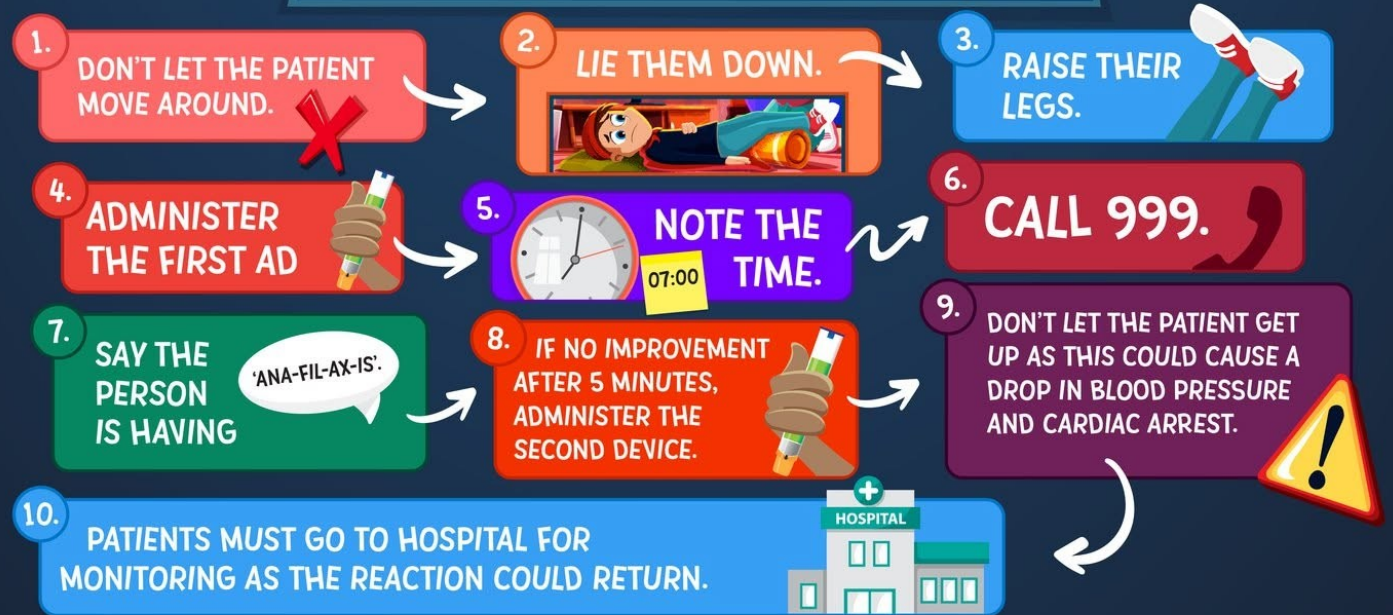 1.
DON'T LET THE PATIENT
MOVE AROUND.
2.
LIE THEM DOWN.
3.
RAISE THEIR
LEGS.
4.
ADMINISTER
THE FIRST AD
5.
NOTE THE
TIME.
07:00
6.
CALL 999.
7.
SAY THE
PERSON
IS HAVING
'ANA-FIL-AX-IS'.
8.
IF NO IMPROVEMENT
AFTER 5 MINUTES,
ADMINISTER THE
SECOND DEVICE.
9.
DON'T LET THE PATIENT GET
UP AS THIS COULD CAUSE A
DROP IN BLOOD PRESSURE
AND CARDIAC ARREST.
10.
PATIENTS MUST GO TO HOSPITAL FOR
MONITORING AS THE REACTION COULD RETURN.
HOSPITAL